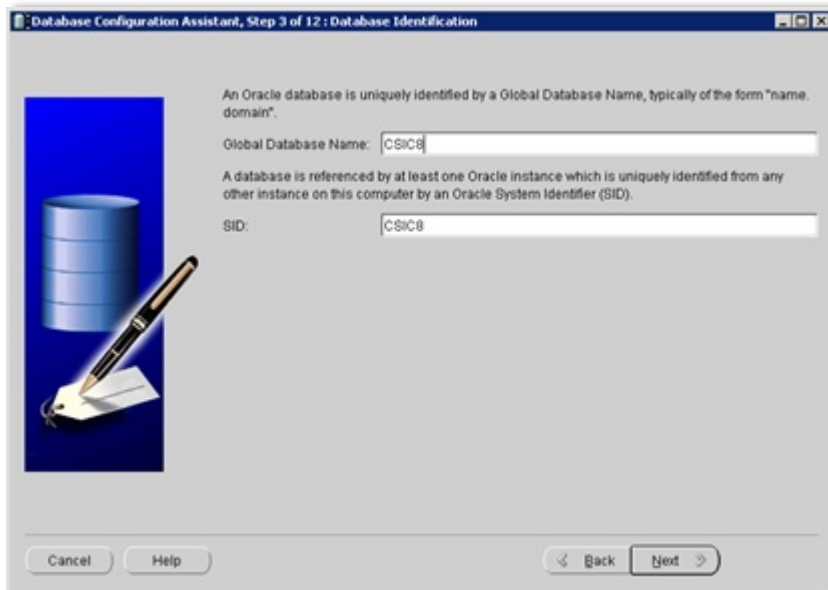 Database Configuration Assistant, Step 3 of 12 : Database Identification
An Oracle database is uniquely identified by a Global Database Name, typically of the form "name.
domain".
Global Database Name: CSIC8
A database is referenced by at least one Oracle instance which is uniquely identified from any
other instance on this computer by an Oracle System Identifier (SID).
SID: CSIC8
Cancel Help Back Next